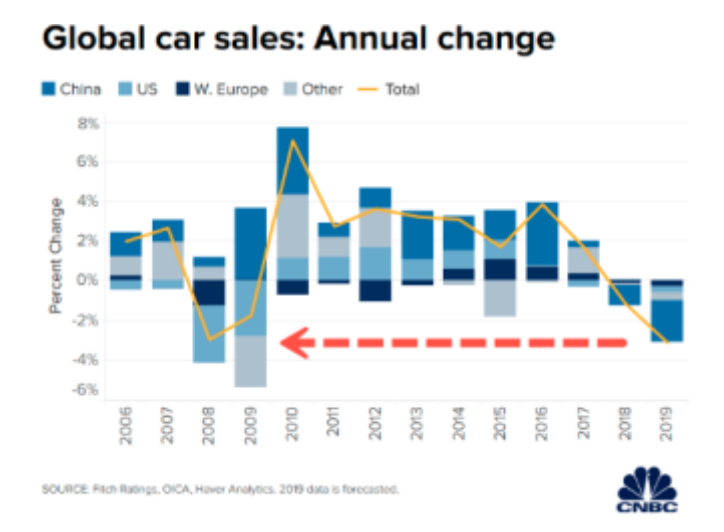 Global car sales: Annual change
China US W. Europe Other Total
Percent Change
8%
6%
4%
2%
0%
-2%
-4%
-6%
2006 2007 2008 2009 2010 2011 2012 2013 2014 2015 2016 2017 2018 2019
SOURCE: Fitch Ratings, OICA, Haver Analytics. 2019 data is forecasted.
CNBC